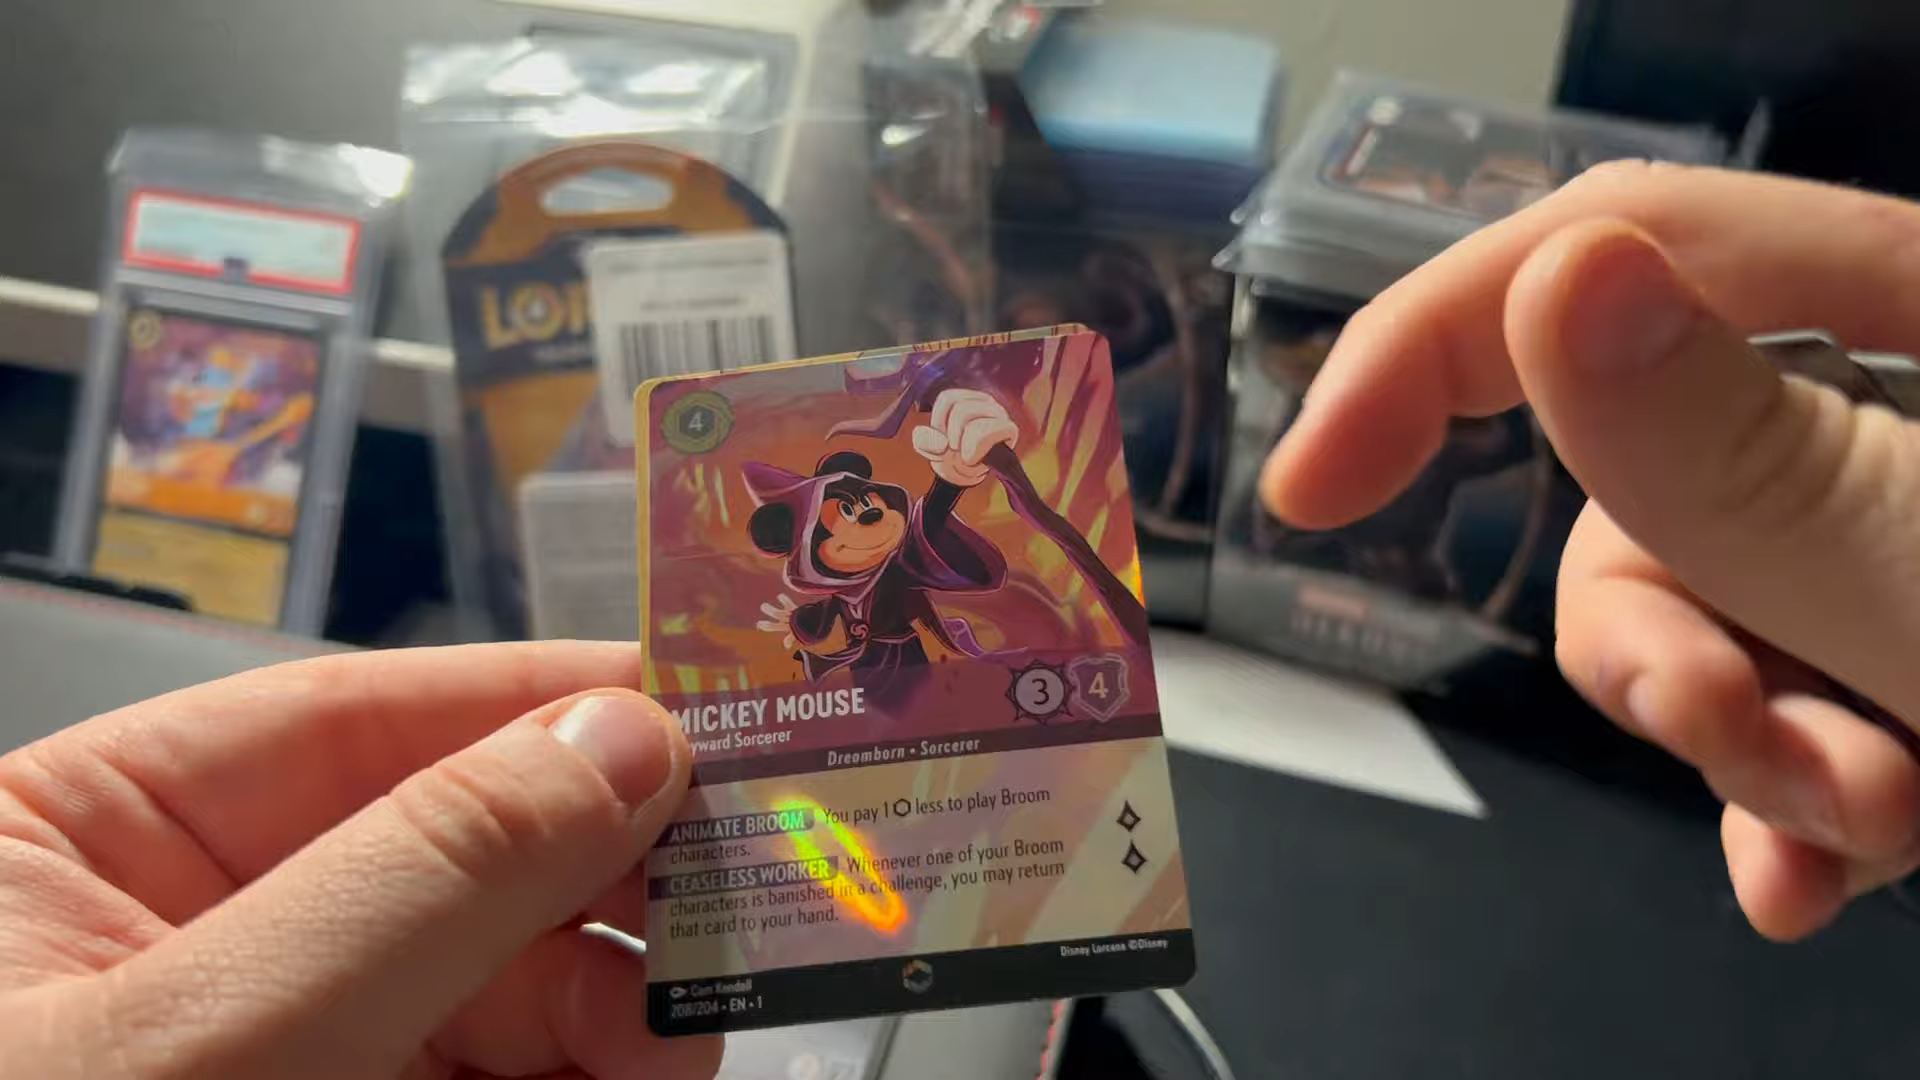 LOR
4
MICKEY MOUSE
yward Sorcerer
3
4
Dreamborn • Sorcerer
ANIMATE BROOM You pay 1 less to play Broom
characters.
CEASELESS WORKER Whenever one of your Broom
characters is banished in a challenge, you may return
that card to your hand.
Disney Lorcana ©Disney
Cam Kendell
208/204 • EN • 1